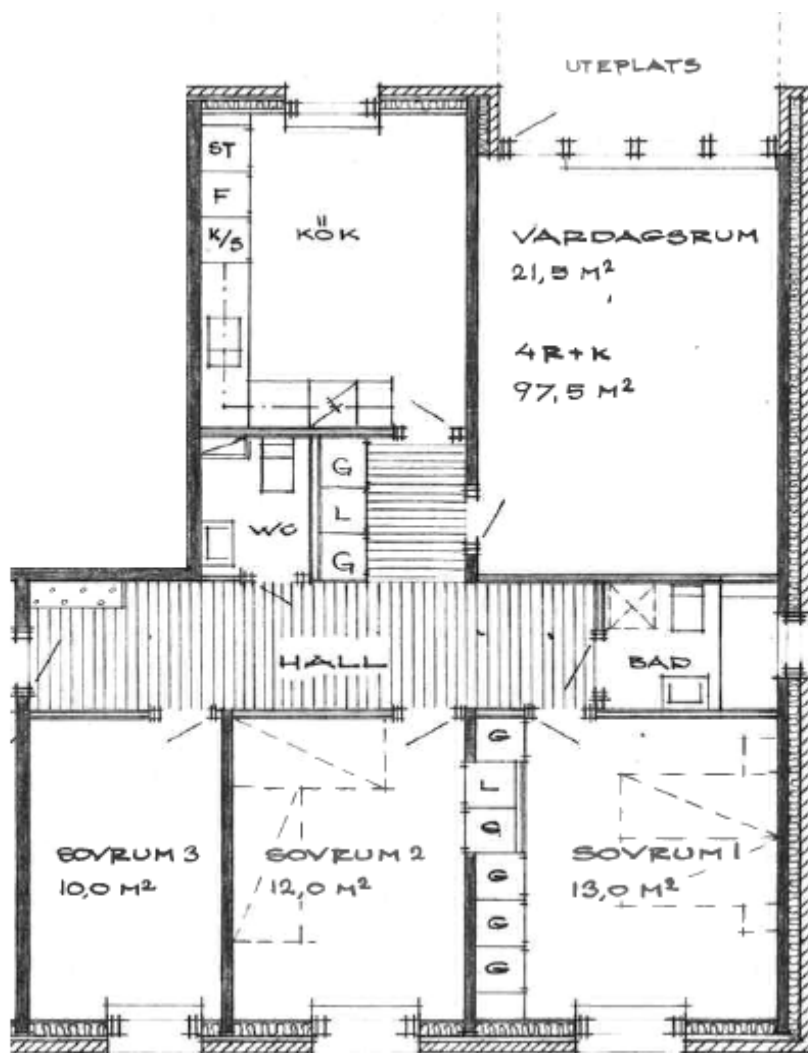 UTEPLATS
ST
F
K/S
KÖK
VARDAGSRUM
21,5 M²
4 R + K
97,5 M²
G
L
G
WC
HALL
BAD
G
L
G
G
G
G
SOVRUM 3
10,0 M²
SOVRUM 2
12,0 M²
SOVRUM 1
13,0 M²